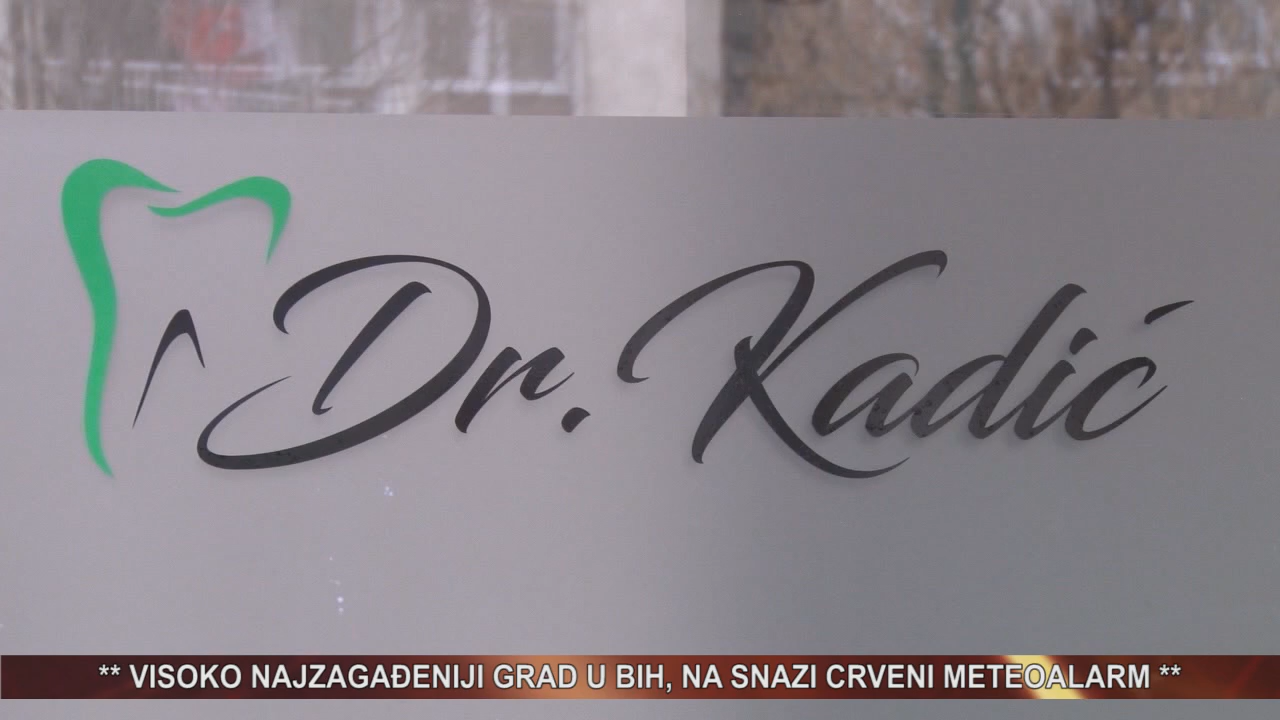 Dr. Kadić
** VISOKO NAJZAGAĐENIJI GRAD U BIH, NA SNAZI CRVENI METEOALARM **